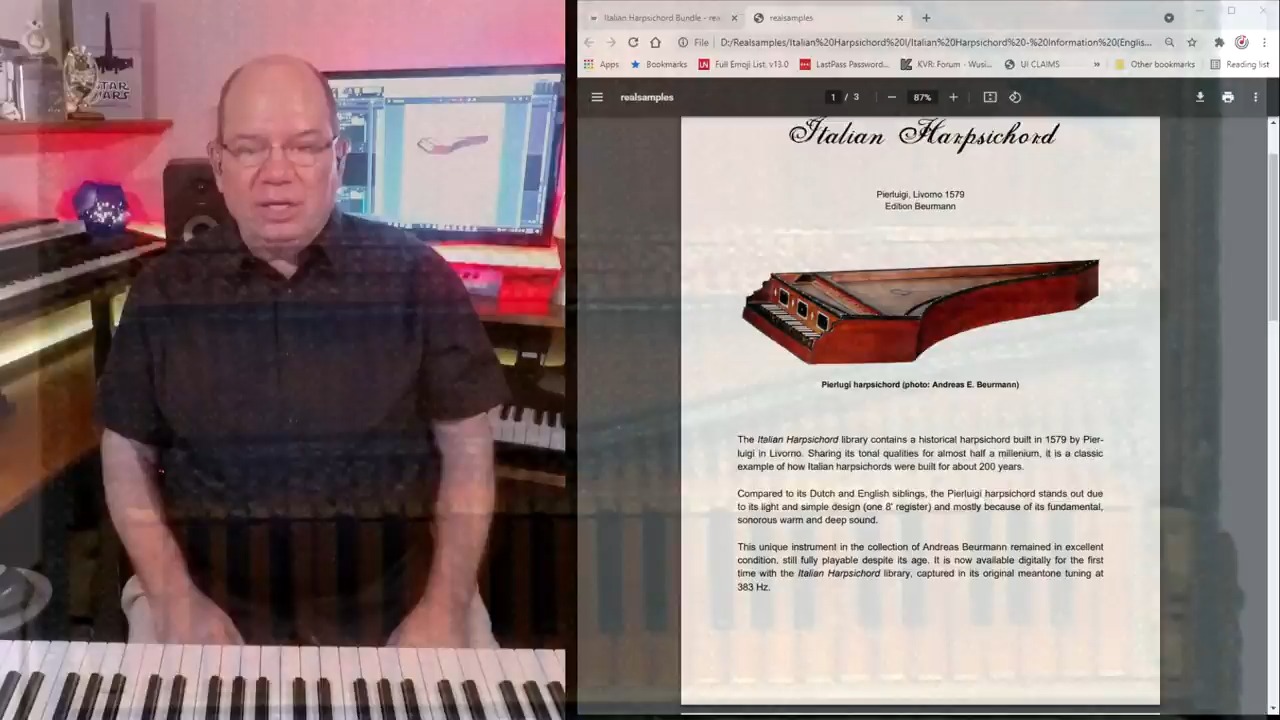 STAR
WARS
Italian Harpsichord Bundle - rea
realsamples
File
D:/Realsamples/Italian%20Harpsichord%20I/Italian%20Harpsichord%20-%20Information%20(Englis...
Apps
Bookmarks
Full Emoji List, v13.0
LastPass Password...
KVR: Forum - Wusi...
UI CLAIMS
»
Other bookmarks
Reading list
realsamples
1 / 3
87%
Italian Harpsichord
Pierluigi, Livorno 1579
Edition Beurmann
Pierlugi harpsichord (photo: Andreas E. Beurmann)
The Italian Harpsichord library contains a historical harpsichord built in 1579 by Pier-
luigi in Livorno. Sharing its tonal qualities for almost half a millenium, it is a classic
example of how Italian harpsichords were built for about 200 years.
Compared to its Dutch and English siblings, the Pierluigi harpsichord stands out due
to its light and simple design (one 8' register) and mostly because of its fundamental,
sonorous warm and deep sound.
This unique instrument in the collection of Andreas Beurmann remained in excellent
condition, still fully playable despite its age. It is now available digitally for the first
time with the Italian Harpsichord library, captured in its original meantone tuning at
383 Hz.